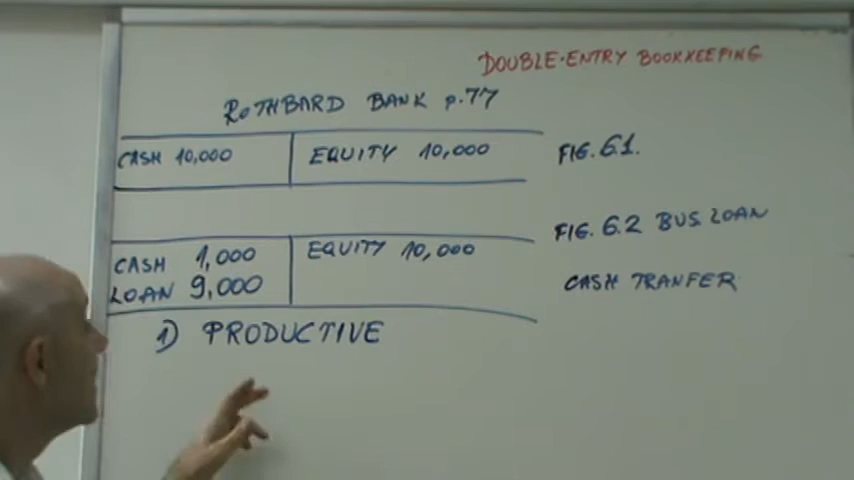 DOUBLE-ENTRY BOOKKEEPING
ROTHBARD BANK p.77
CASH 10,000 EQUITY 10,000 FIG. 6.1.
FIG. 6.2 BUS. LOAN
CASH 1,000 EQUITY 10,000
LOAN 9,000 CASH TRANFER
1) PRODUCTIVE